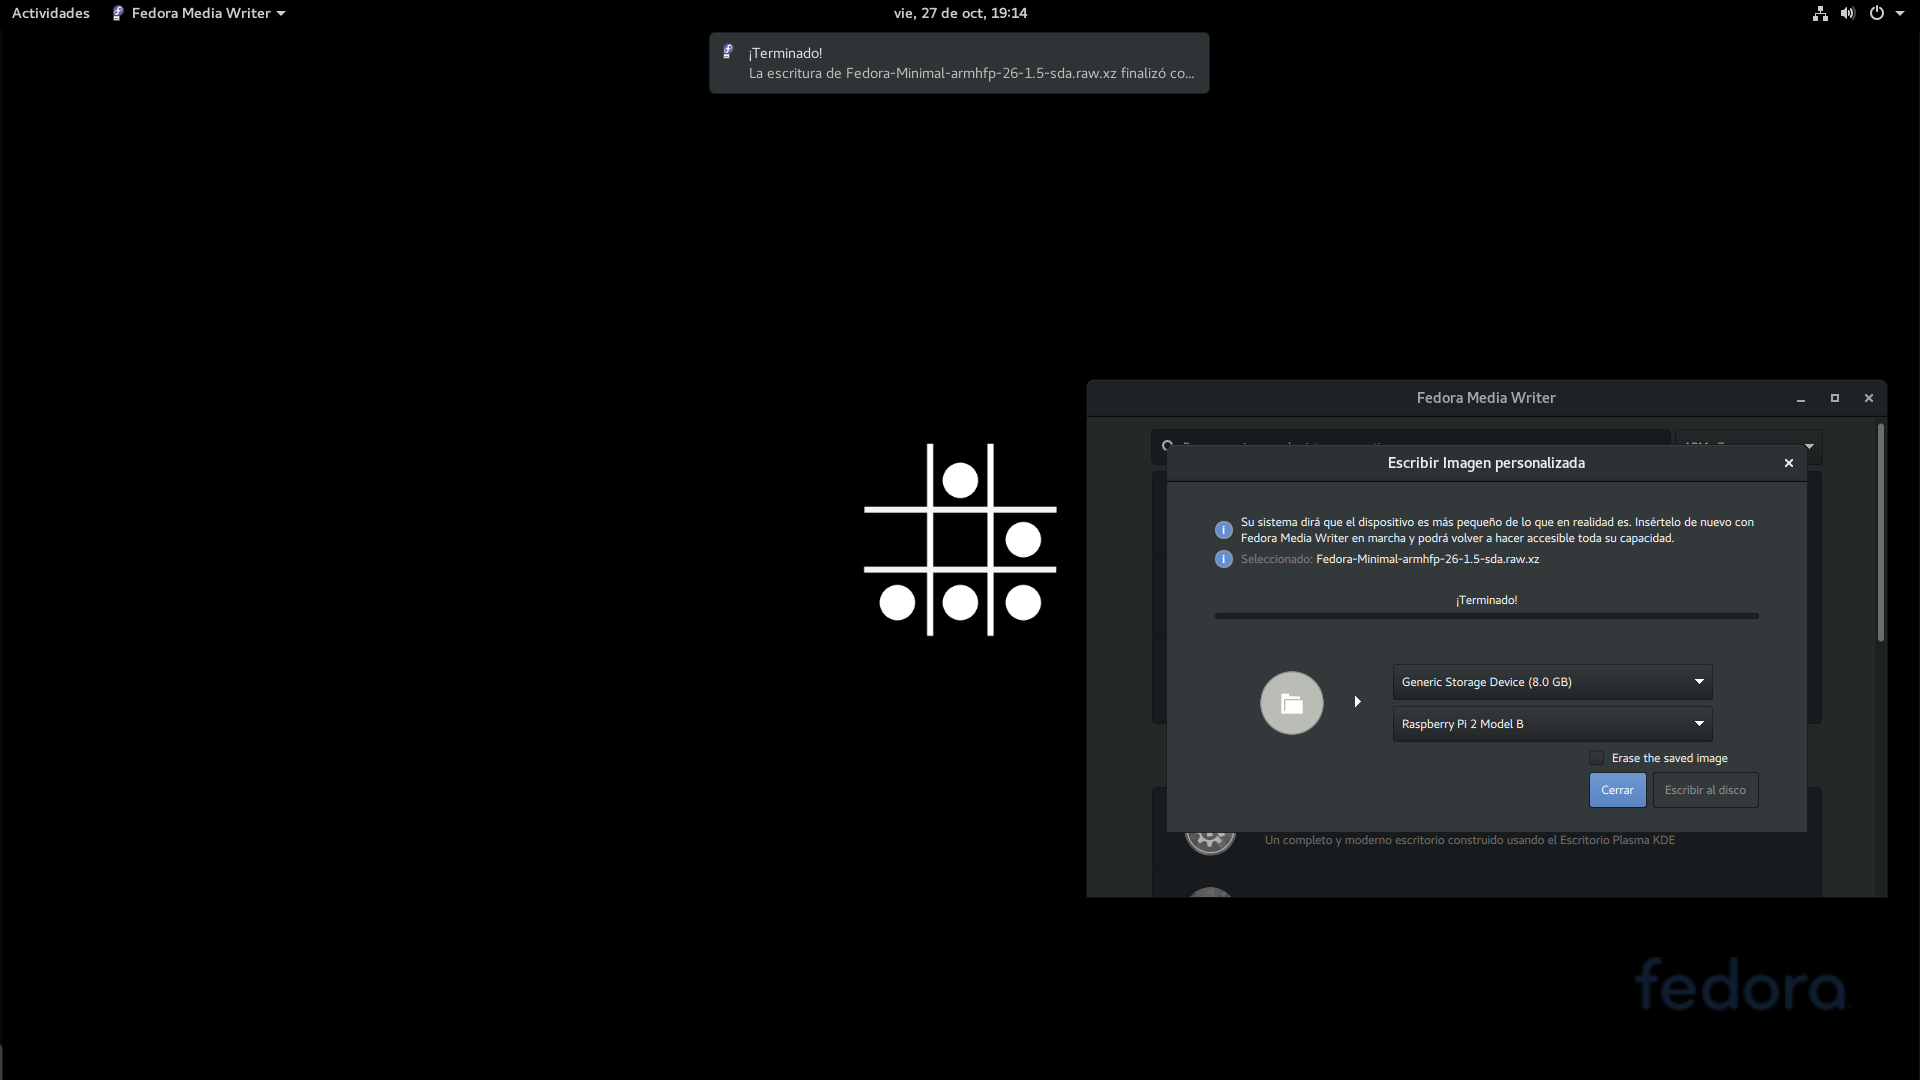 Actividades
Fedora Media Writer
vie, 27 de oct, 19:14
¡Terminado!
La escritura de Fedora-Minimal-armhfp-26-1.5-sda.raw.xz finalizó co...
Fedora Media Writer
Escribir Imagen personalizada
Su sistema dirá que el dispositivo es más pequeño de lo que en realidad es. Insértelo de nuevo con
Fedora Media Writer en marcha y podrá volver a hacer accesible toda su capacidad.
Seleccionado: Fedora-Minimal-armhfp-26-1.5-sda.raw.xz
¡Terminado!
Generic Storage Device (8.0 GB)
Raspberry Pi 2 Model B
Erase the saved image
Cerrar
Escribir al disco
Un completo y moderno escritorio construido usando el Escritorio Plasma KDE
fedora